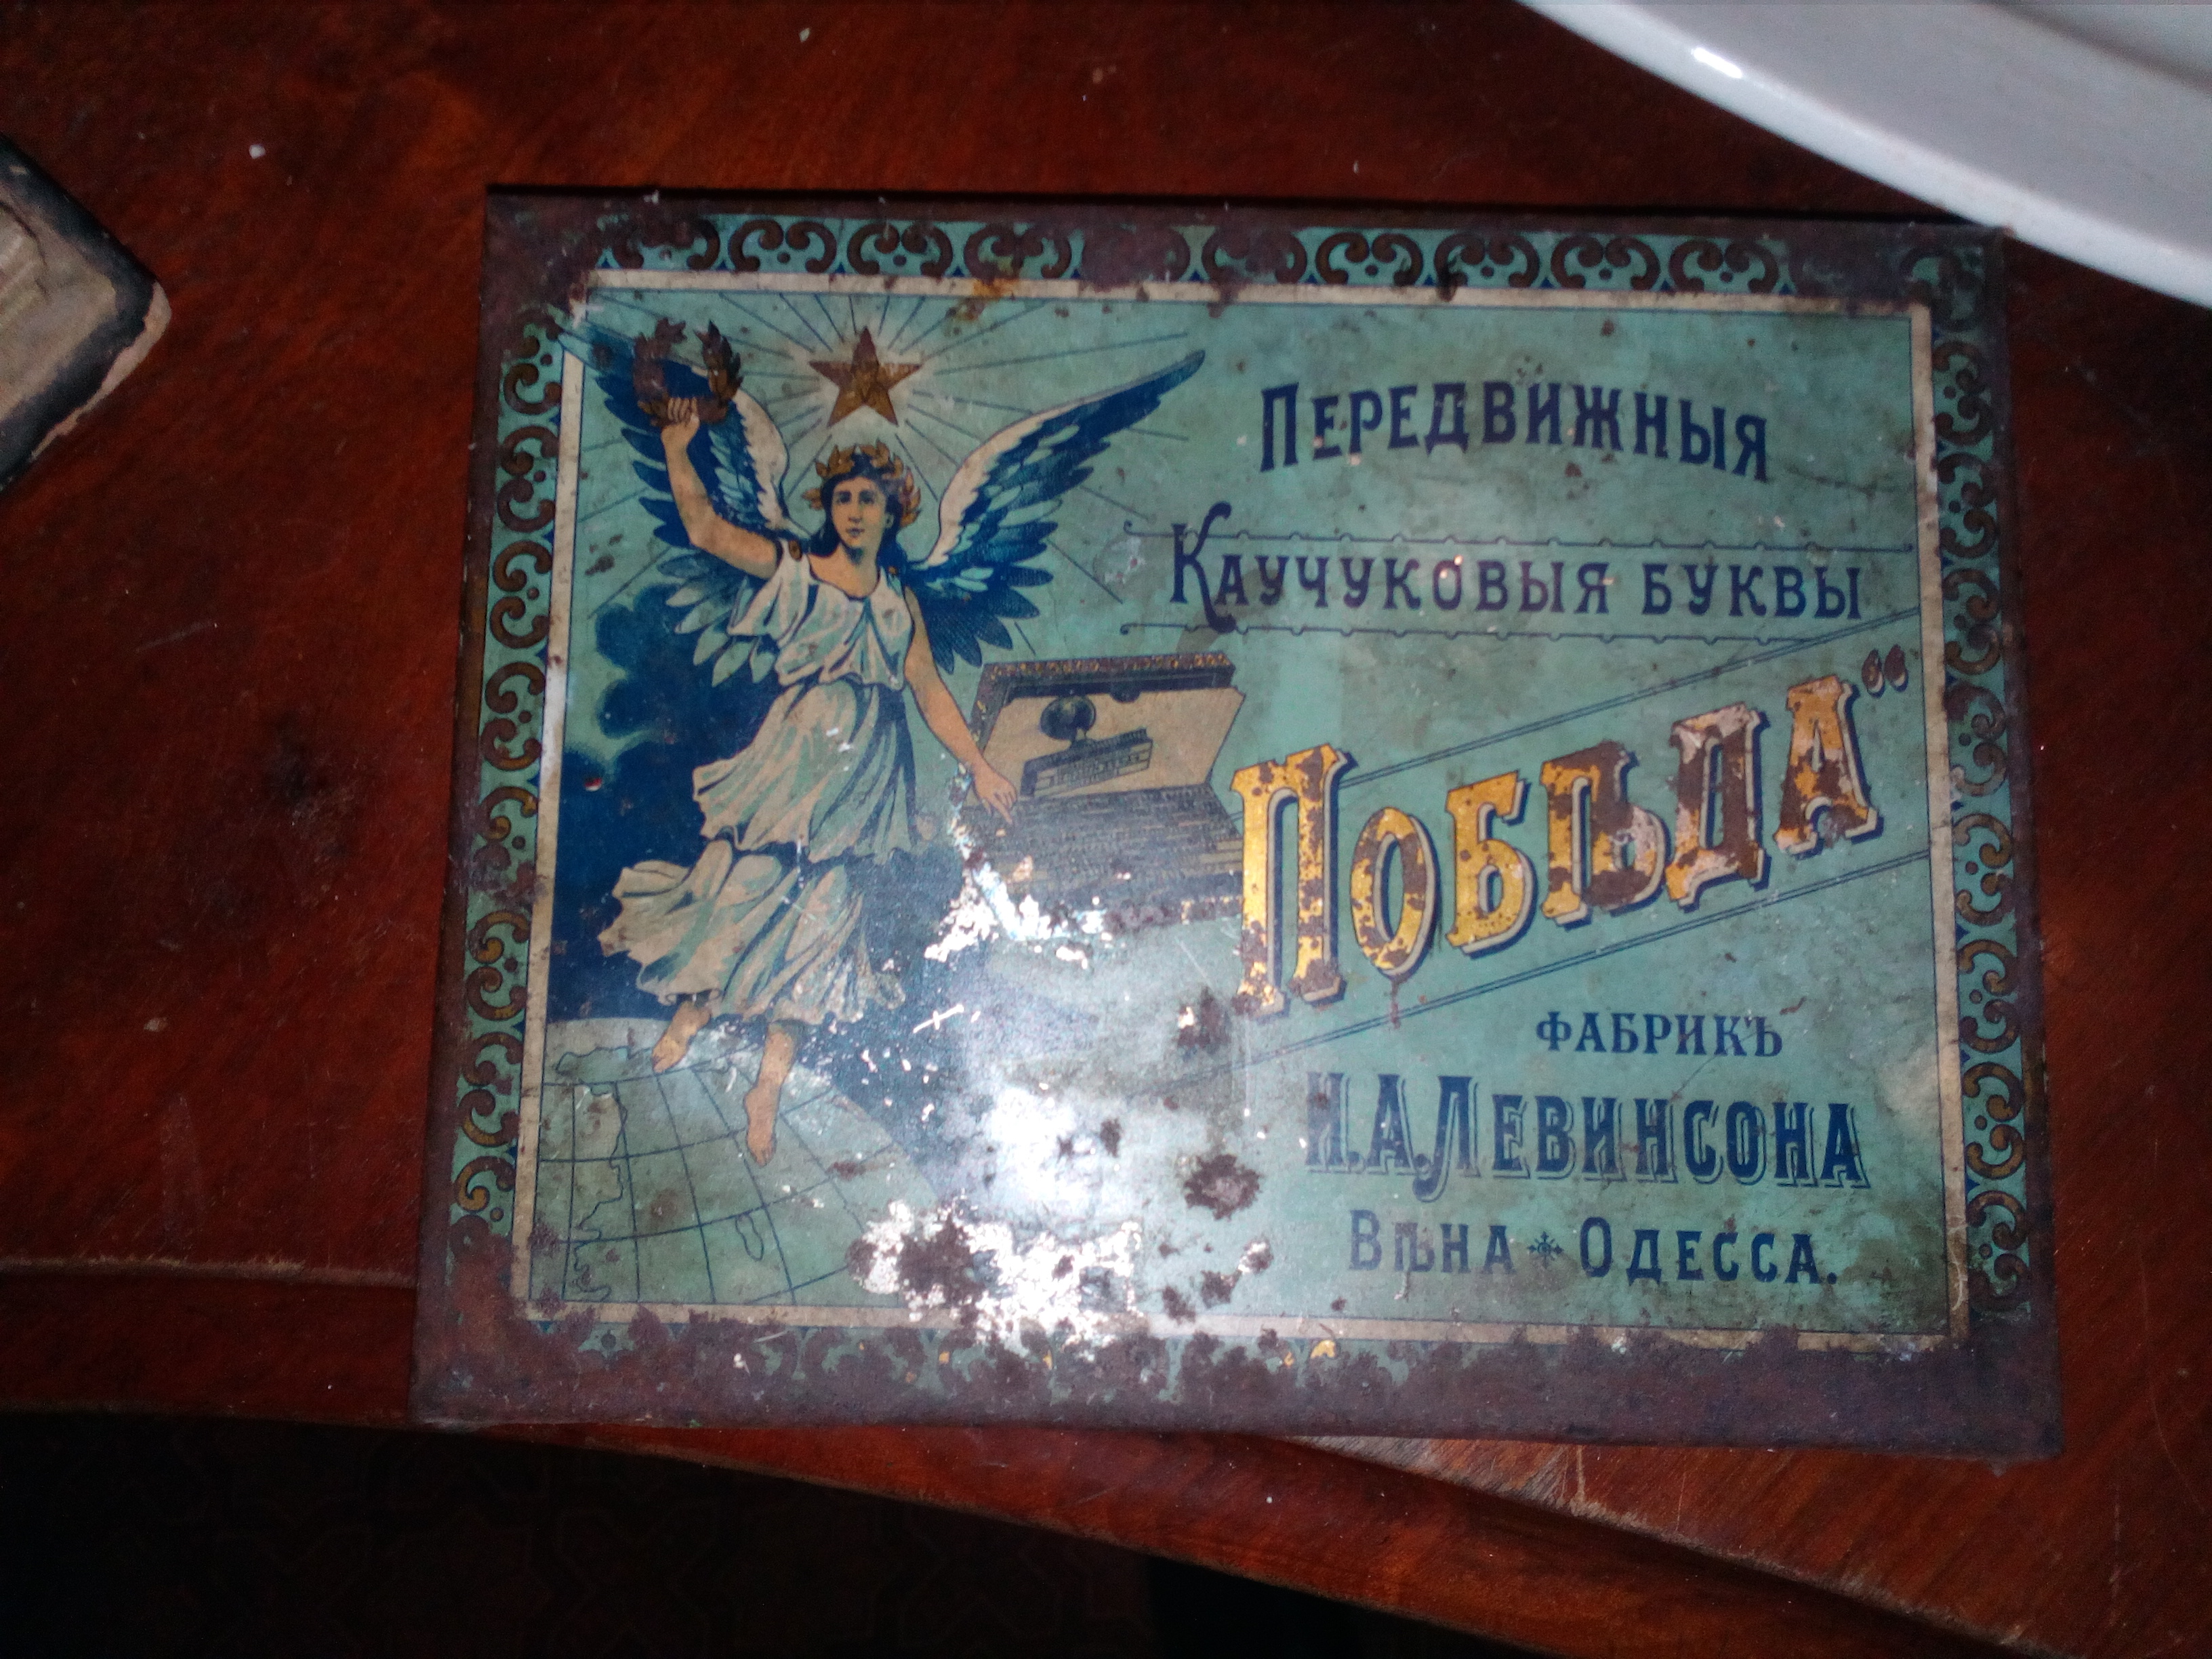 Передвижныя
Каучуковыя буквы
Побѣда“
фабрикъ
И.А.Левинсона
Вѣна Одесса.